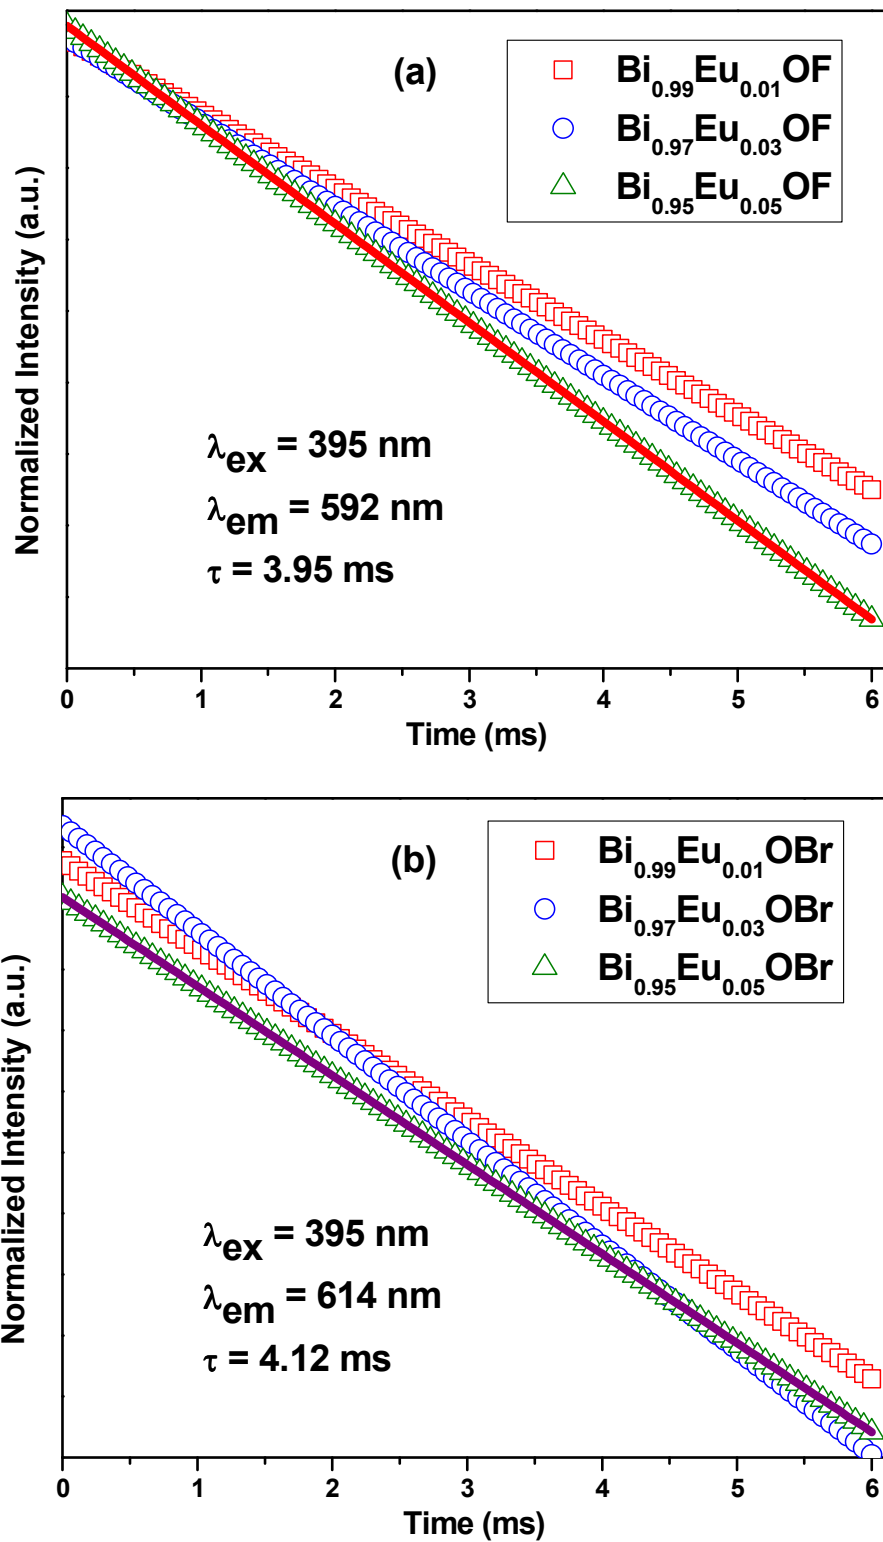 (a)
Bi0.99Eu0.01OF
Bi0.97Eu0.03OF
Bi0.95Eu0.05OF
Normalized Intensity (a.u.)
λex = 395 nm
λem = 592 nm
τ = 3.95 ms
0 1 2 3 4 5 6
Time (ms)
(b)
Bi0.99Eu0.01OBr
Bi0.97Eu0.03OBr
Bi0.95Eu0.05OBr
Normalized Intensity (a.u.)
λex = 395 nm
λem = 614 nm
τ = 4.12 ms
0 1 2 3 4 5 6
Time (ms)